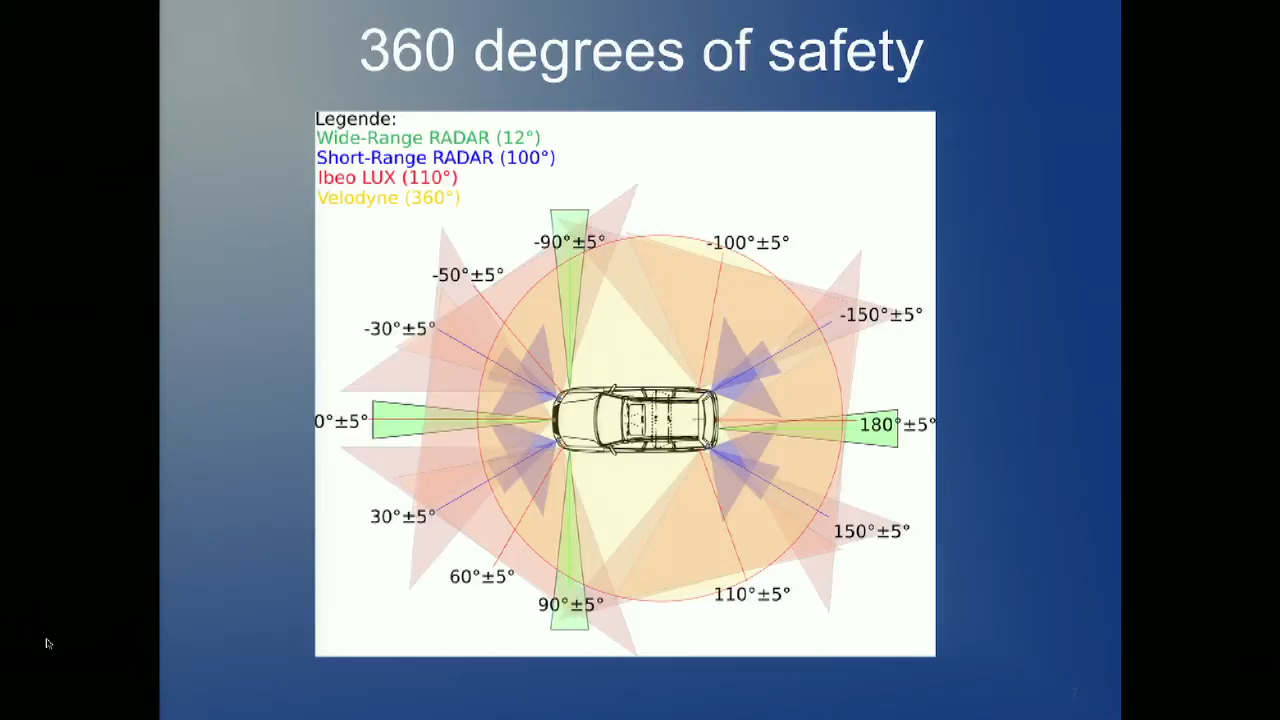 360 degrees of safety
Legende:
Wide-Range RADAR (12°)
Short-Range RADAR (100°)
Ibeo LUX (110°)
Velodyne (360°)
-90°±5°
-100°±5°
-50°±5°
-150°±5°
-30°±5°
0°±5°
180°±5°
30°±5°
150°±5°
60°±5°
110°±5°
90°±5°
7